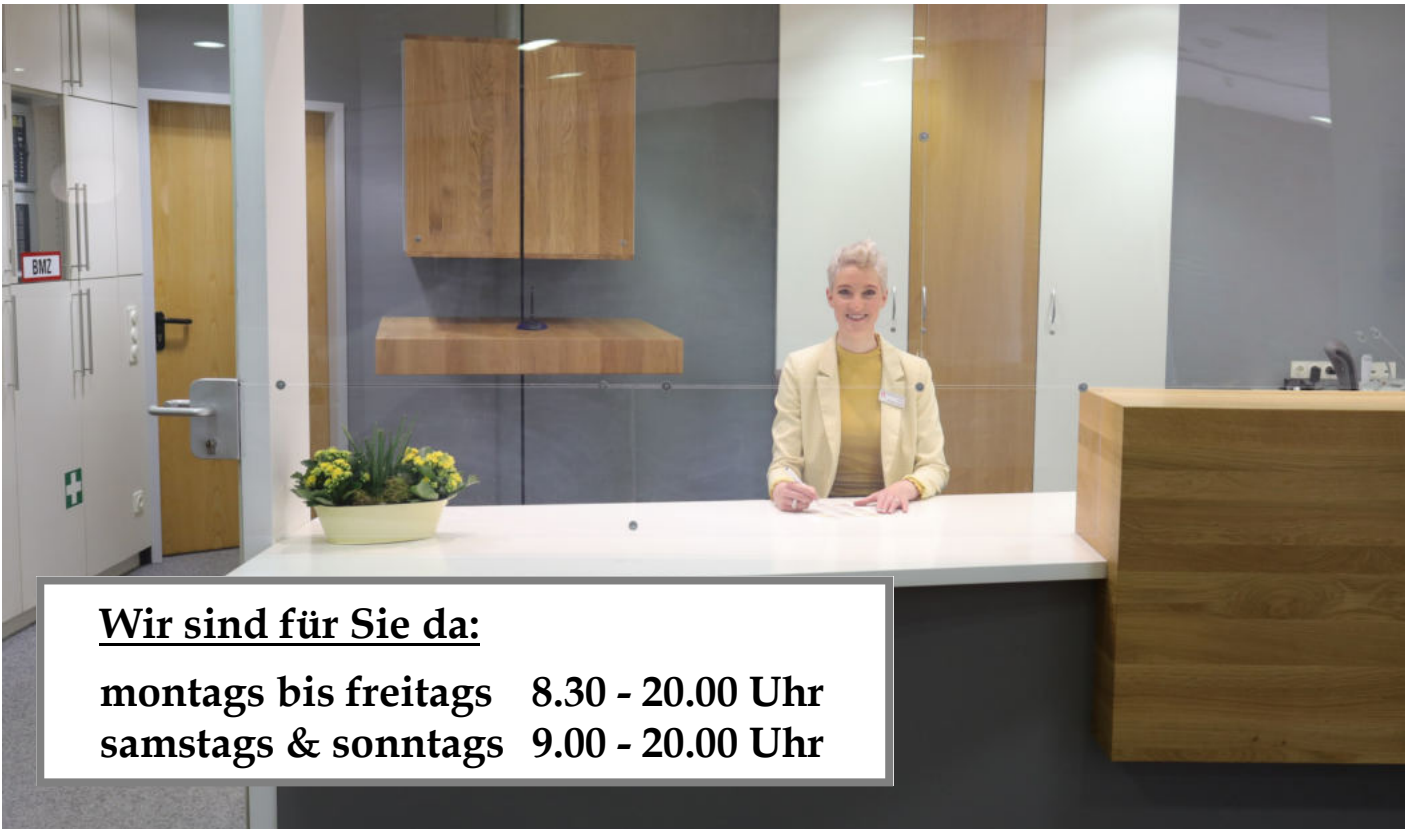 BMZ
Wir sind für Sie da:
montags bis freitags 8.30 - 20.00 Uhr
samstags & sonntags 9.00 - 20.00 Uhr